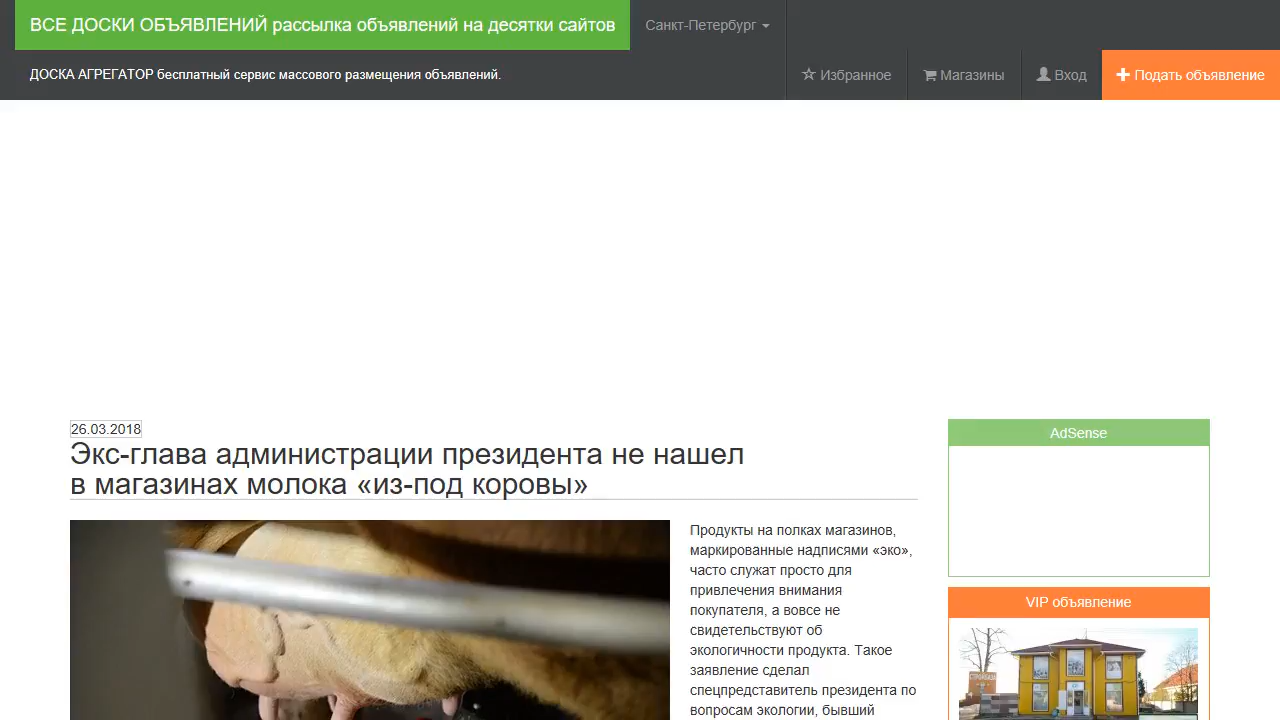 ВСЕ ДОСКИ ОБЪЯВЛЕНИЙ рассылка объявлений на десятки сайтов
Санкт-Петербург
ДОСКА АГРЕГАТОР бесплатный сервис массового размещения объявлений.
Избранное
Магазины
Вход
Подать объявление
26.03.2018
Экс-глава администрации президента не нашел
в магазинах молока «из-под коровы»
Продукты на полках магазинов,
маркированные надписями «эко»,
часто служат просто для
привлечения внимания
покупателя, а вовсе не
свидетельствуют об
экологичности продукта. Такое
заявление сделал
спецпредставитель президента по
вопросам экологии, бывший
AdSense
VIP объявление
СТРОЙБАЗА